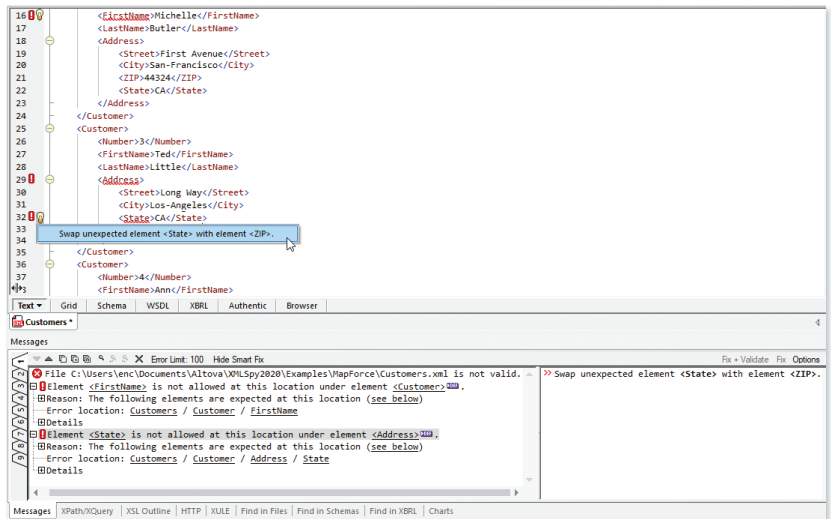 16 <FirstName>Michelle</FirstName>
17 <LastName>Butler</LastName>
18 <Address>
19 <Street>First Avenue</Street>
20 <City>San-Francisco</City>
21 <ZIP>44324</ZIP>
22 <State>CA</State>
23 </Address>
24 </Customer>
25 <Customer>
26 <Number>3</Number>
27 <FirstName>Ted</FirstName>
28 <LastName>Little</LastName>
29 <Address>
30 <Street>Long Way</Street>
31 <City>Los-Angeles</City>
32 <State>CA</State>
33 Swap unexpected element <State> with element <ZIP>.
34
35 </Customer>
36 <Customer>
37 <Number>4</Number>
<FirstName>Ann</FirstName>
Text Grid Schema WSDL XBRL Authentic Browser
Customers *
Messages
Error Limit: 100 Hide Smart Fix Fix + Validate Fix Options
1 2 3 4 5 6 7 8 9
File C:\Users\enc\Documents\Altova\XMLSpy2020\Examples\MapForce\Customers.xml is not valid.
Element <FirstName> is not allowed at this location under element <Customer>.
Reason: The following elements are expected at this location (see below)
Error location: Customers / Customer / FirstName
Details
Element <State> is not allowed at this location under element <Address>.
Reason: The following elements are expected at this location (see below)
Error location: Customers / Customer / Address / State
Details
>> Swap unexpected element <State> with element <ZIP>.
Messages XPath/XQuery XSL Outline HTTP XULE Find in Files Find in Schemas Find in XBRL Charts